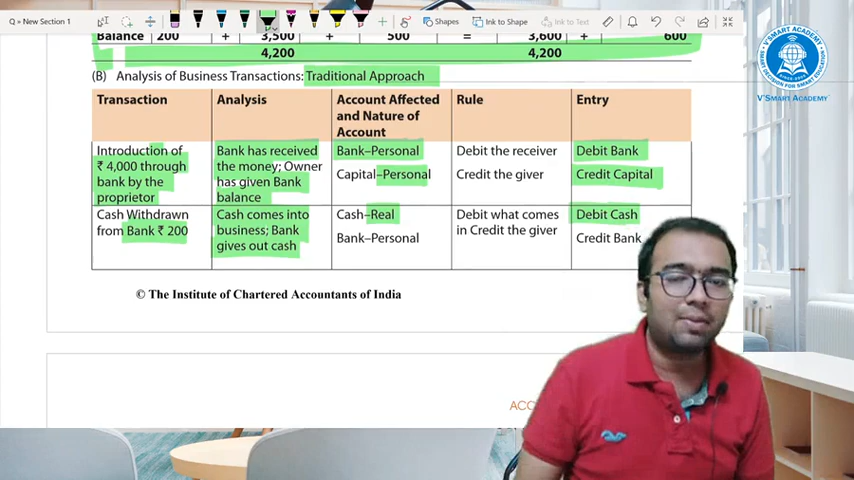 Q » New Section 1
Shapes
Ink to Shape
Ink to Text
Balance 200 + 3,500 + 500 = 3,600 + 600
4,200 4,200
(B) Analysis of Business Transactions: Traditional Approach
Transaction Analysis Account Affected and Nature of Account Rule Entry
Introduction of ₹ 4,000 through bank by the proprietor
Bank has received the money; Owner has given Bank balance
Bank–Personal
Capital–Personal
Debit the receiver
Credit the giver
Debit Bank
Credit Capital
Cash Withdrawn from Bank ₹ 200
Cash comes into business; Bank gives out cash
Cash–Real
Bank–Personal
Debit what comes in Credit the giver
Debit Cash
Credit Bank
© The Institute of Chartered Accountants of India
V'SMART ACADEMY
V'SMART ACADEMY